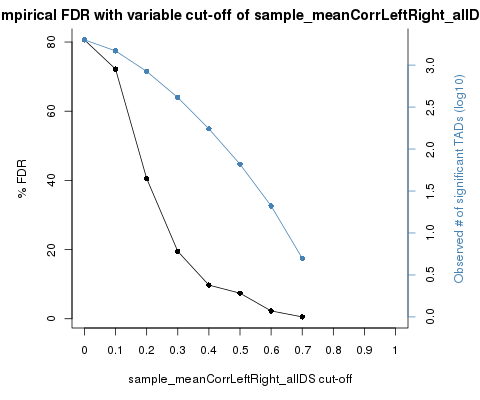 mpirical FDR with variable cut-off of sample_meanCorrLeftRight_allD
% FDR
80
60
40
20
0
0 0.1 0.2 0.3 0.4 0.5 0.6 0.7 0.8 0.9 1
sample_meanCorrLeftRight_allDS cut-off
3.0
2.5
2.0
1.5
1.0
0.5
0.0
Observed # of significant TADs (log10)